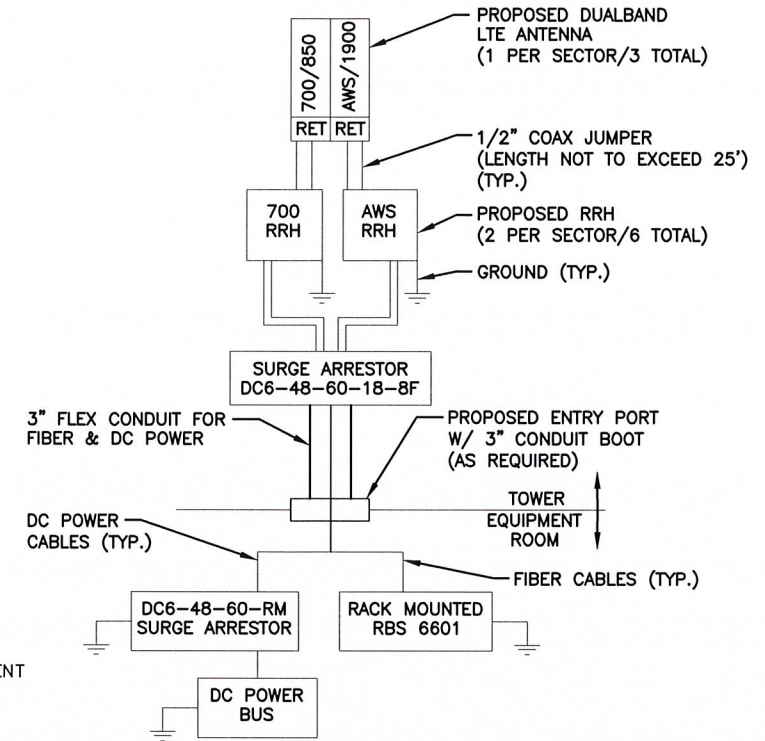 PROPOSED DUALBAND
LTE ANTENNA
(1 PER SECTOR/3 TOTAL)
700/850
AWS/1900
RET
RET
1/2" COAX JUMPER
(LENGTH NOT TO EXCEED 25')
(TYP.)
700
RRH
AWS
RRH
PROPOSED RRH
(2 PER SECTOR/6 TOTAL)
GROUND (TYP.)
SURGE ARRESTOR
DC6-48-60-18-8F
3" FLEX CONDUIT FOR
FIBER & DC POWER
PROPOSED ENTRY PORT
W/ 3" CONDUIT BOOT
(AS REQUIRED)
TOWER
EQUIPMENT
ROOM
DC POWER
CABLES (TYP.)
FIBER CABLES (TYP.)
DC6-48-60-RM
SURGE ARRESTOR
RACK MOUNTED
RBS 6601
DC POWER
BUS